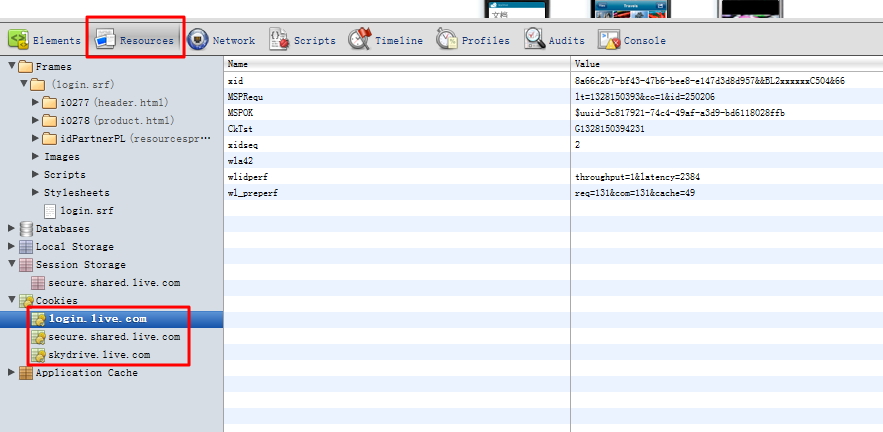 文档
Travels
Elements
Resources
Network
Scripts
Timeline
Profiles
Audits
Console
Frames
(login.srf)
i0277 (header.html)
i0278 (product.html)
idPartnerPL (resourcespr···
Images
Scripts
Stylesheets
login.srf
Databases
Local Storage
Session Storage
secure.shared.live.com
Cookies
login.live.com
secure.shared.live.com
skydrive.live.com
Application Cache
Name Value
xid 8a66c2b7-bf43-47b6-bee8-e147d3d8d957&&BL2xxxxxxC504&66
MSPRequ lt=1328150393&co=1&id=250206
MSPOK $uuid-3c817921-74c4-49af-a3d9-bd6118028ffb
CkTst G1328150394231
xidseq 2
wla42
wlidperf throughput=1&latency=2384
wl_preperf req=131&com=131&cache=49